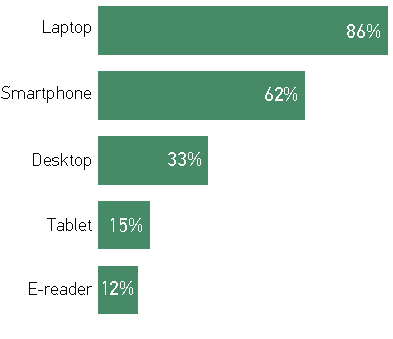 Laptop 86%
Smartphone 62%
Desktop 33%
Tablet 15%
E-reader 12%